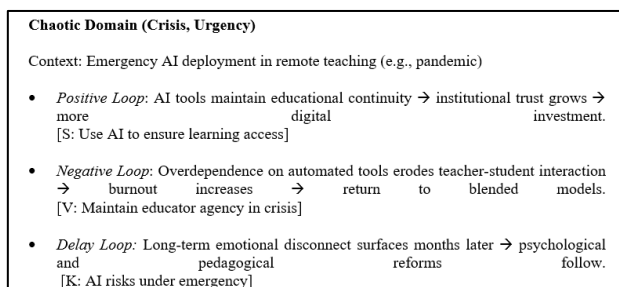 Chaotic Domain (Crisis, Urgency)
Context: Emergency AI deployment in remote teaching (e.g., pandemic)
• Positive Loop: AI tools maintain educational continuity → institutional trust grows →
more digital investment.
[S: Use AI to ensure learning access]
• Negative Loop: Overdependence on automated tools erodes teacher-student interaction
→ burnout increases → return to blended models.
[V: Maintain educator agency in crisis]
• Delay Loop: Long-term emotional disconnect surfaces months later → psychological
and pedagogical reforms follow.
[K: AI risks under emergency]